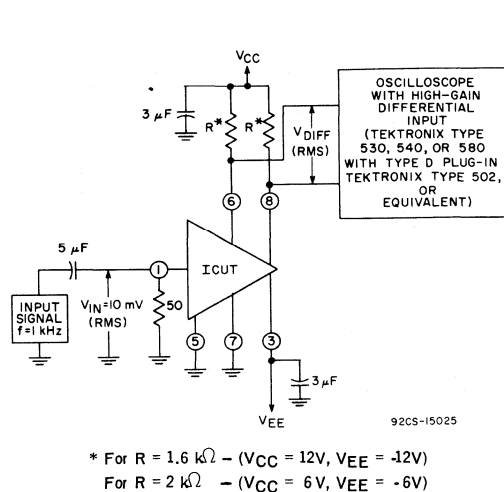 VCC
3 μF
R*
R*
VDIFF
(RMS)
OSCILLOSCOPE
WITH HIGH-GAIN
DIFFERENTIAL
INPUT
(TEKTRONIX TYPE
530, 540, OR 580
WITH TYPE D PLUG-IN
TEKTRONIX TYPE 502,
OR
EQUIVALENT)
6
8
5 μF
1
ICUT
INPUT
SIGNAL
f=1 kHz
VIN=10 mV
(RMS)
50
5
7
3
3 μF
VEE
92CS-15025
* For R = 1.6 kΩ – (VCC = 12V, VEE = -12V)
For R = 2 kΩ – (VCC = 6V, VEE = -6V)